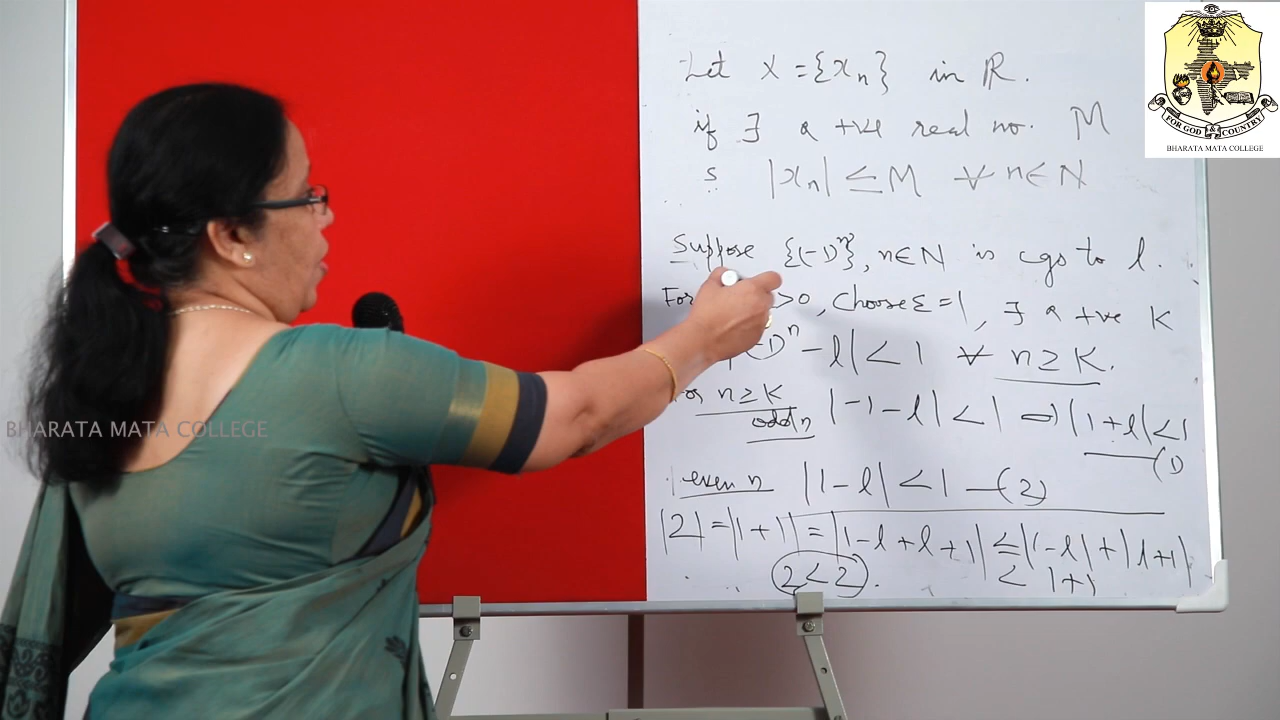 Let X = {xₙ} in ℝ.
if ∃ a +ve real no. M
s |xₙ| ≤ M ∀ n ∈ N
Suppose {(-1)ⁿ}, n ∈ N is cgs to l.
For >0, choose ε = 1, ∃ a +ve K
(-1)ⁿ - l| < 1 ∀ n ≥ K.
n ≥ K
odd n |-1-l| < 1 ⇒ |1+l| < 1
(1)
even n |1-l| < 1 — (2)
|2| = |1+1| = |1-l+l+1| ≤ |1-l| + |l+1|
< 1+1
2 < 2.
FOR GOD & COUNTRY
BHARATA MATA COLLEGE
BHARATA MATA COLLEGE